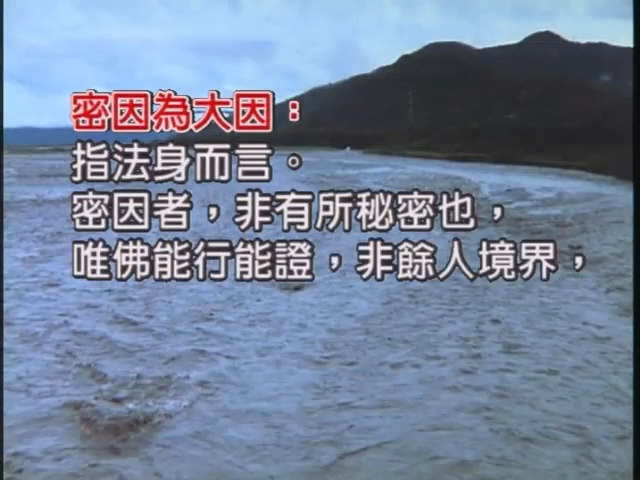 密因為大因：
指法身而言。
密因者，非有所秘密也，
唯佛能行能證，非餘人境界，